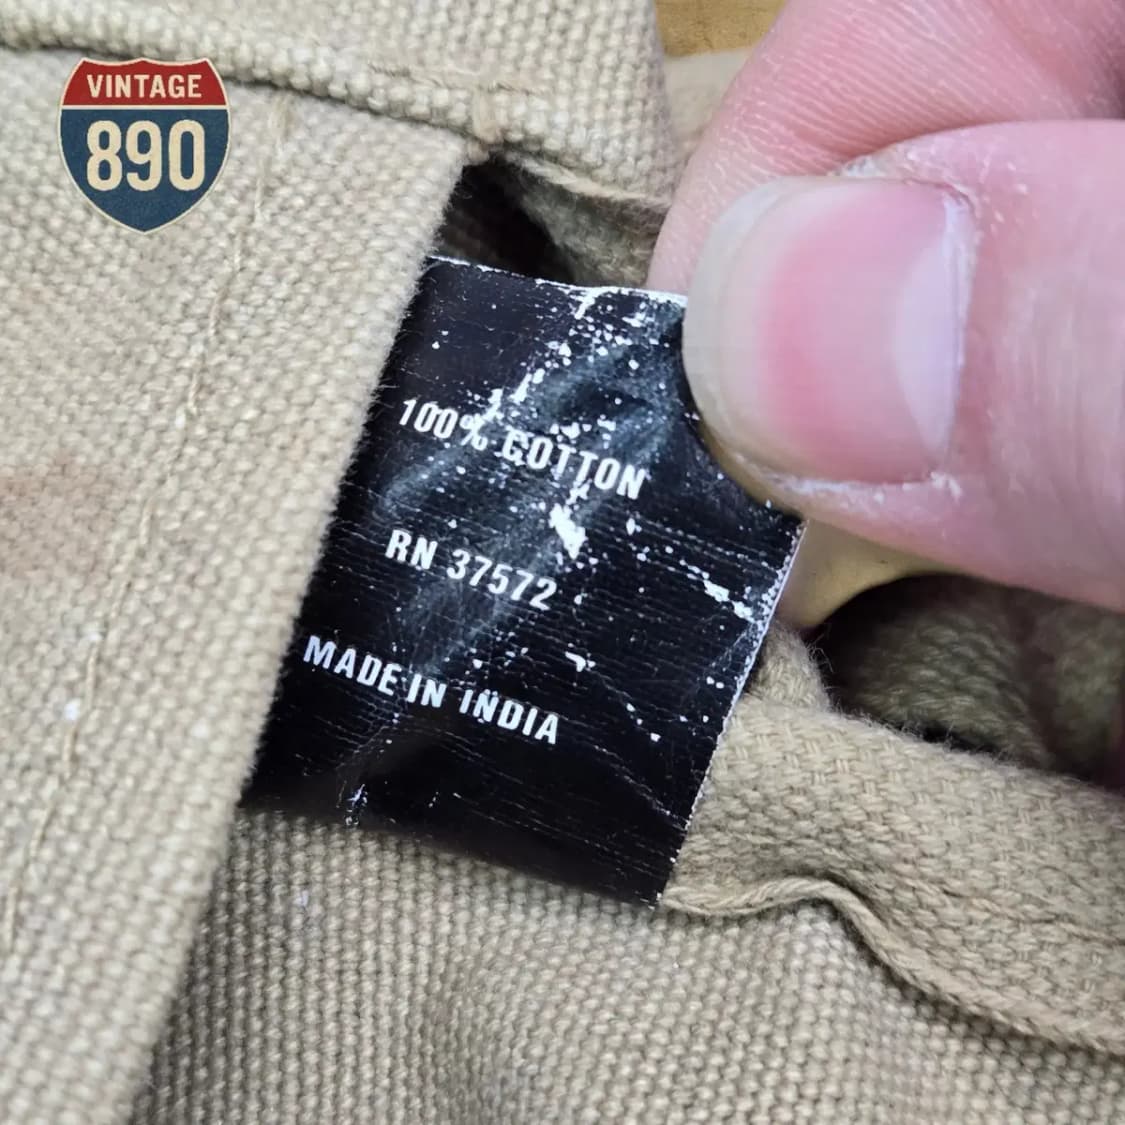 VINTAGE
890
100% COTTON
RN 37572
MADE IN INDIA